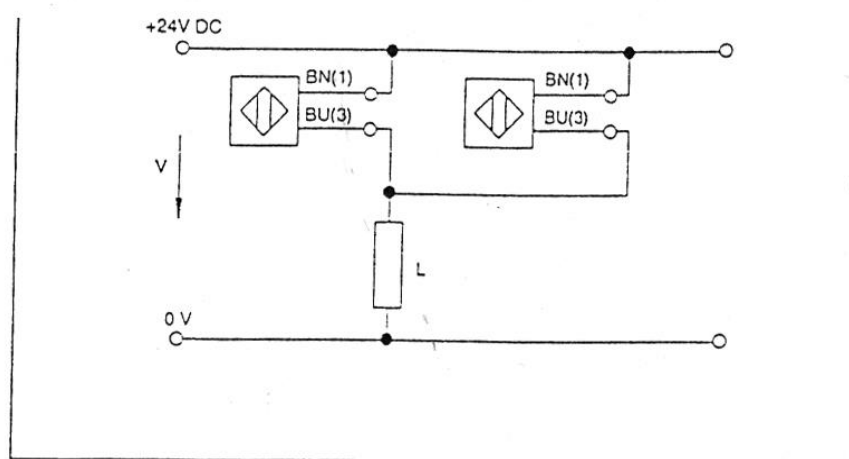 +24V DC
BN(1)
BU(3)
BN(1)
BU(3)
V
L
0 V